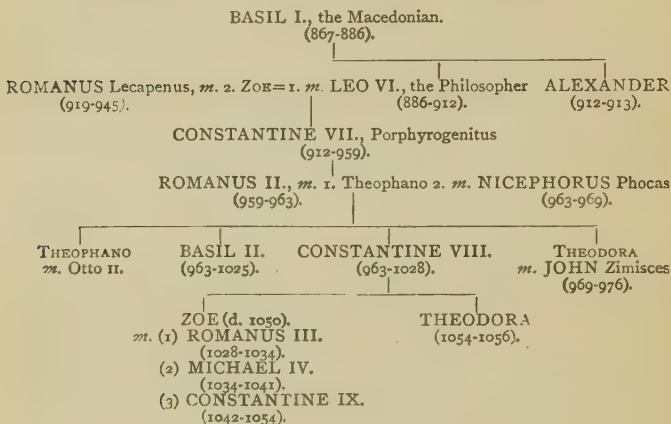 BASIL I., the Macedonian.
(867-886).
ROMANUS Lecapenus, m. 2. ZOE=1. m. LEO VI., the Philosopher ALEXANDER
(919-945). (886-912). (912-913).
CONSTANTINE VII., Porphyrogenitus
(912-959).
ROMANUS II., m. 1. Theophano 2. m. NICEPHORUS Phocas
(959-963). (963-969).
THEOPHANO BASIL II. CONSTANTINE VIII. THEODORA
m. Otto II. (963-1025). (963-1028). m. JOHN Zimisces
(969-976).
ZOE (d. 1050). THEODORA
m. (1) ROMANUS III. (1054-1056).
(1028-1034).
(2) MICHAEL IV.
(1034-1041).
(3) CONSTANTINE IX.
(1042-1054).